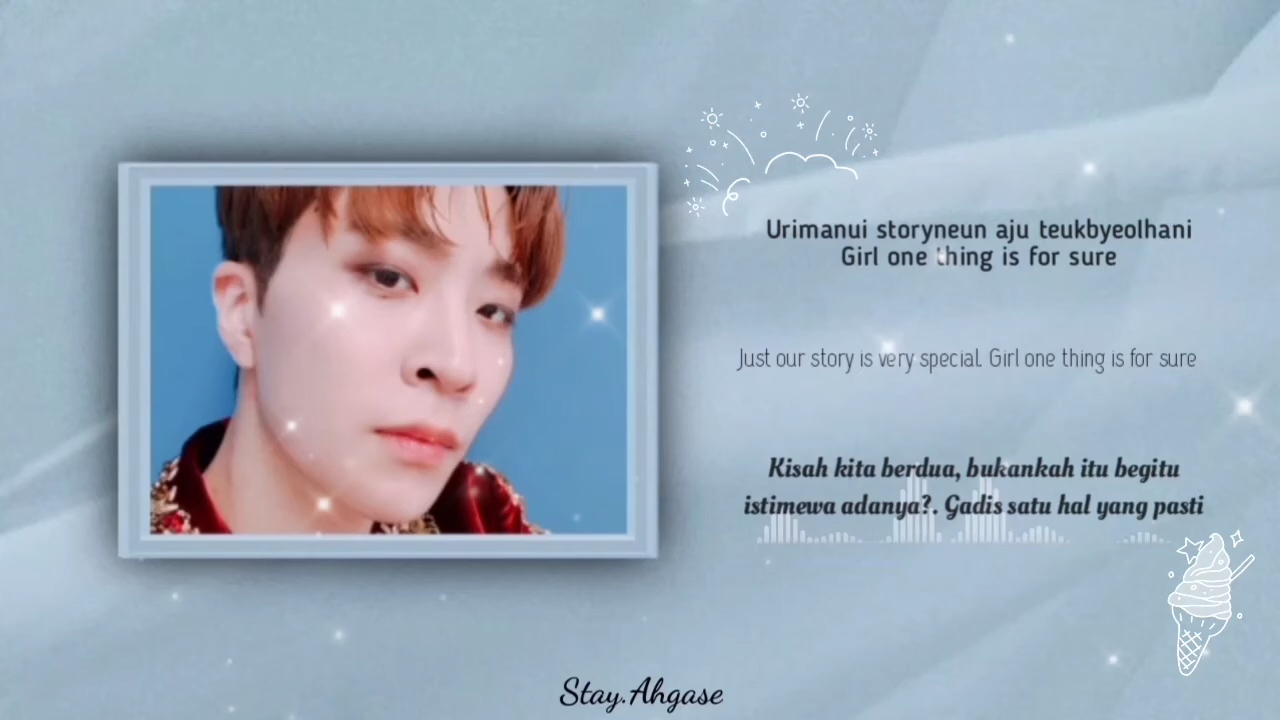 Urimanui storyneun aju teukbyeolhani
Girl one thing is for sure
Just our story is very special. Girl one thing is for sure
Kisah kita berdua, bukankah itu begitu
istimewa adanya?. Gadis satu hal yang pasti
Stay.Ahgase